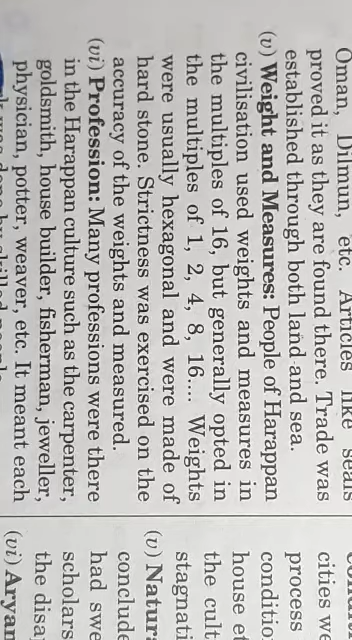 Oman, Dilmun, etc. Articles like seals
proved it as they are found there. Trade was
established through both land and sea.
(v) Weight and Measures: People of Harappan
civilisation used weights and measures in
the multiples of 16, but generally opted in
the multiples of 1, 2, 4, 8, 16.... Weights
were usually hexagonal and were made of
hard stone. Strictness was exercised on the
accuracy of the weights and measured.
(vi) Profession: Many professions were there
in the Harappan culture such as the carpenter,
goldsmith, house builder, fisherman, jeweller,
physician, potter, weaver, etc. It meant each
cities we
process
conditio
house et
the cult
stagnati
(v) Natura
conclude
had swe
scholars
the disa
(vi) Aryan